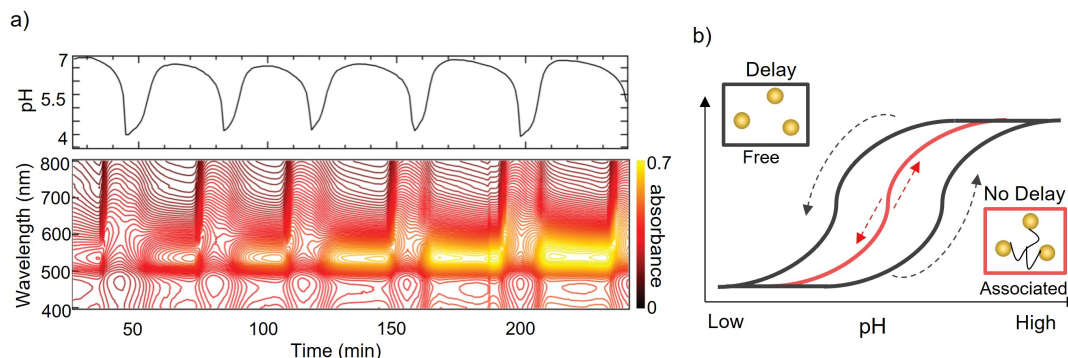 a)
7
5.5
4
pH
800
700
600
500
400
Wavelength (nm)
50
100
150
200
Time (min)
0.7
absorbance
0
b)
Delay
Free
No Delay
Associated
Low
pH
High